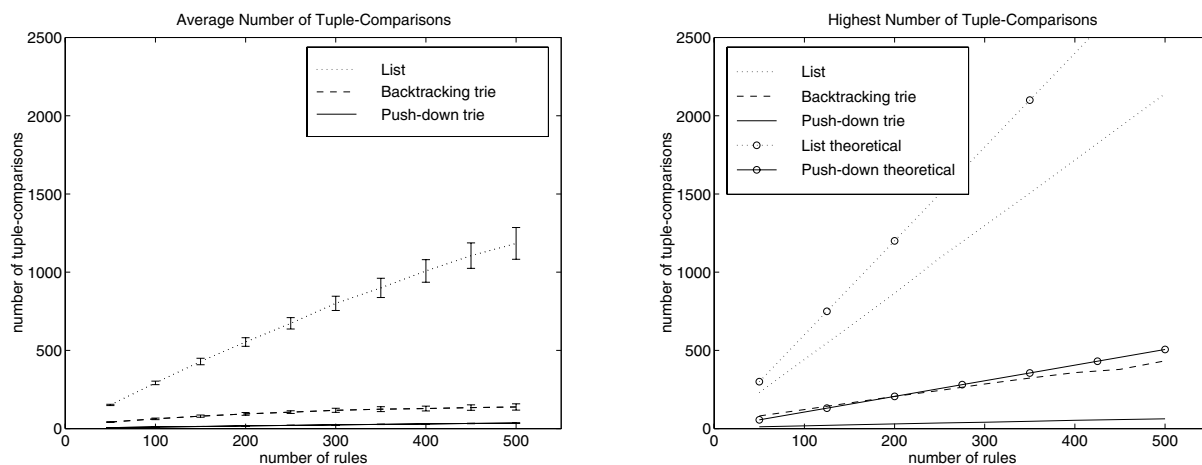 Average Number of Tuple-Comparisons
2500
2000
1500
1000
500
0
number of tuple-comparisons
List
Backtracking trie
Push-down trie
0
100
200
300
400
500
number of rules
Highest Number of Tuple-Comparisons
2500
2000
1500
1000
500
0
number of tuple-comparisons
List
Backtracking trie
Push-down trie
List theoretical
Push-down theoretical
0
100
200
300
400
500
number of rules